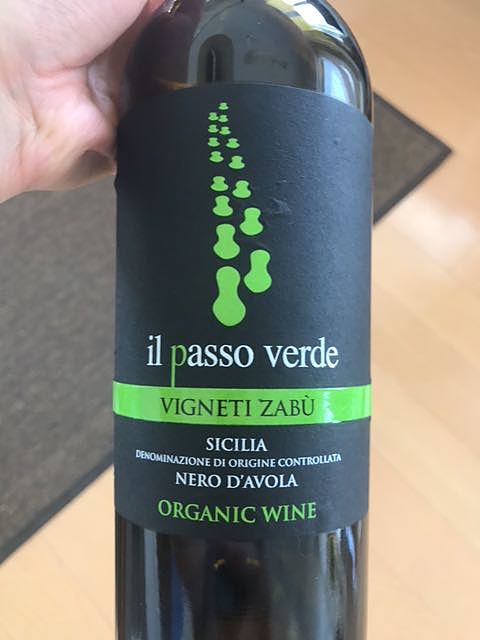 il passo verde
VIGNETI ZABÙ
SICILIA
DENOMINAZIONE DI ORIGINE CONTROLLATA
NERO D'AVOLA
ORGANIC WINE